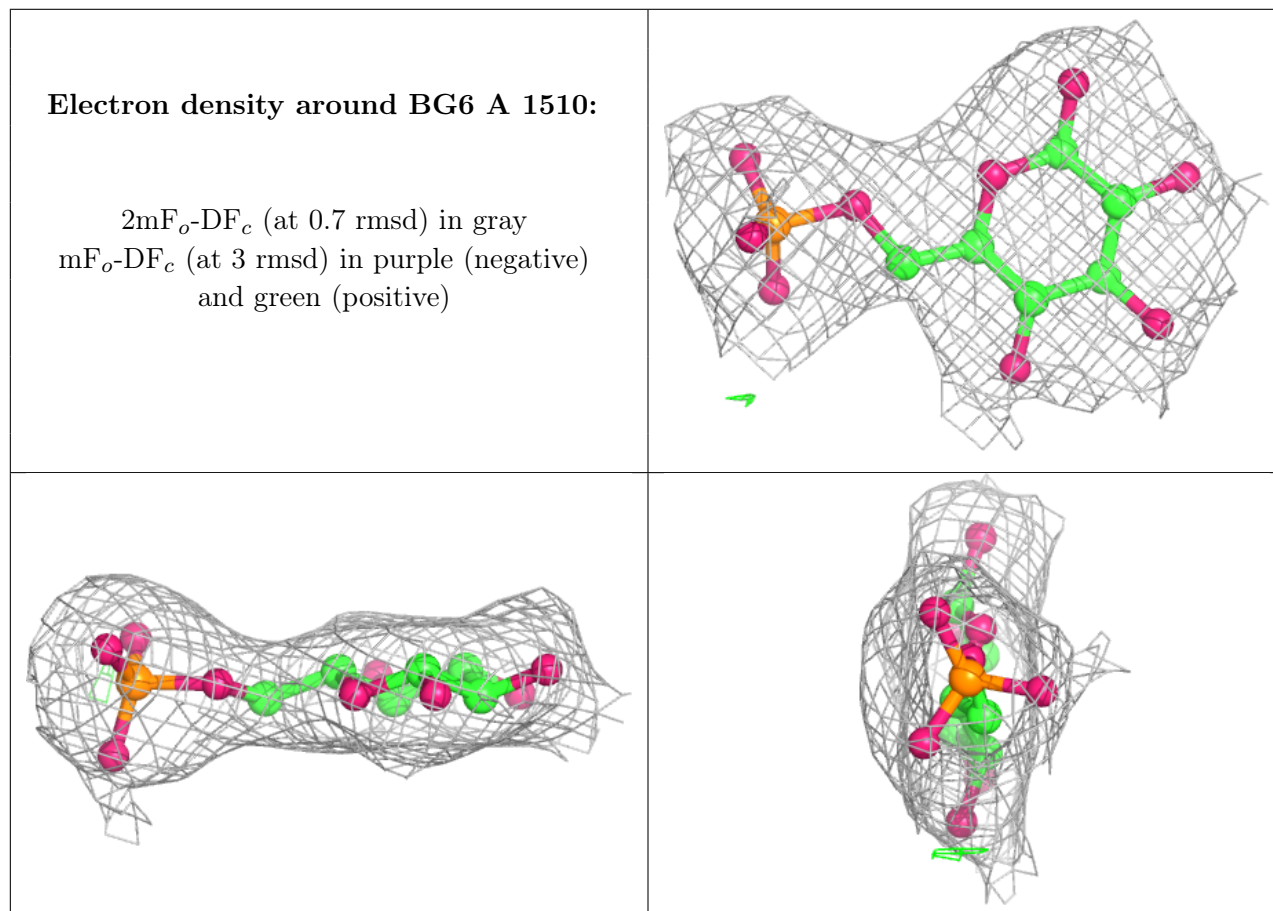 Electron density around BG6 A 1510:
2mFₒ-DF𝒸 (at 0.7 rmsd) in gray
mFₒ-DF𝒸 (at 3 rmsd) in purple (negative)
and green (positive)